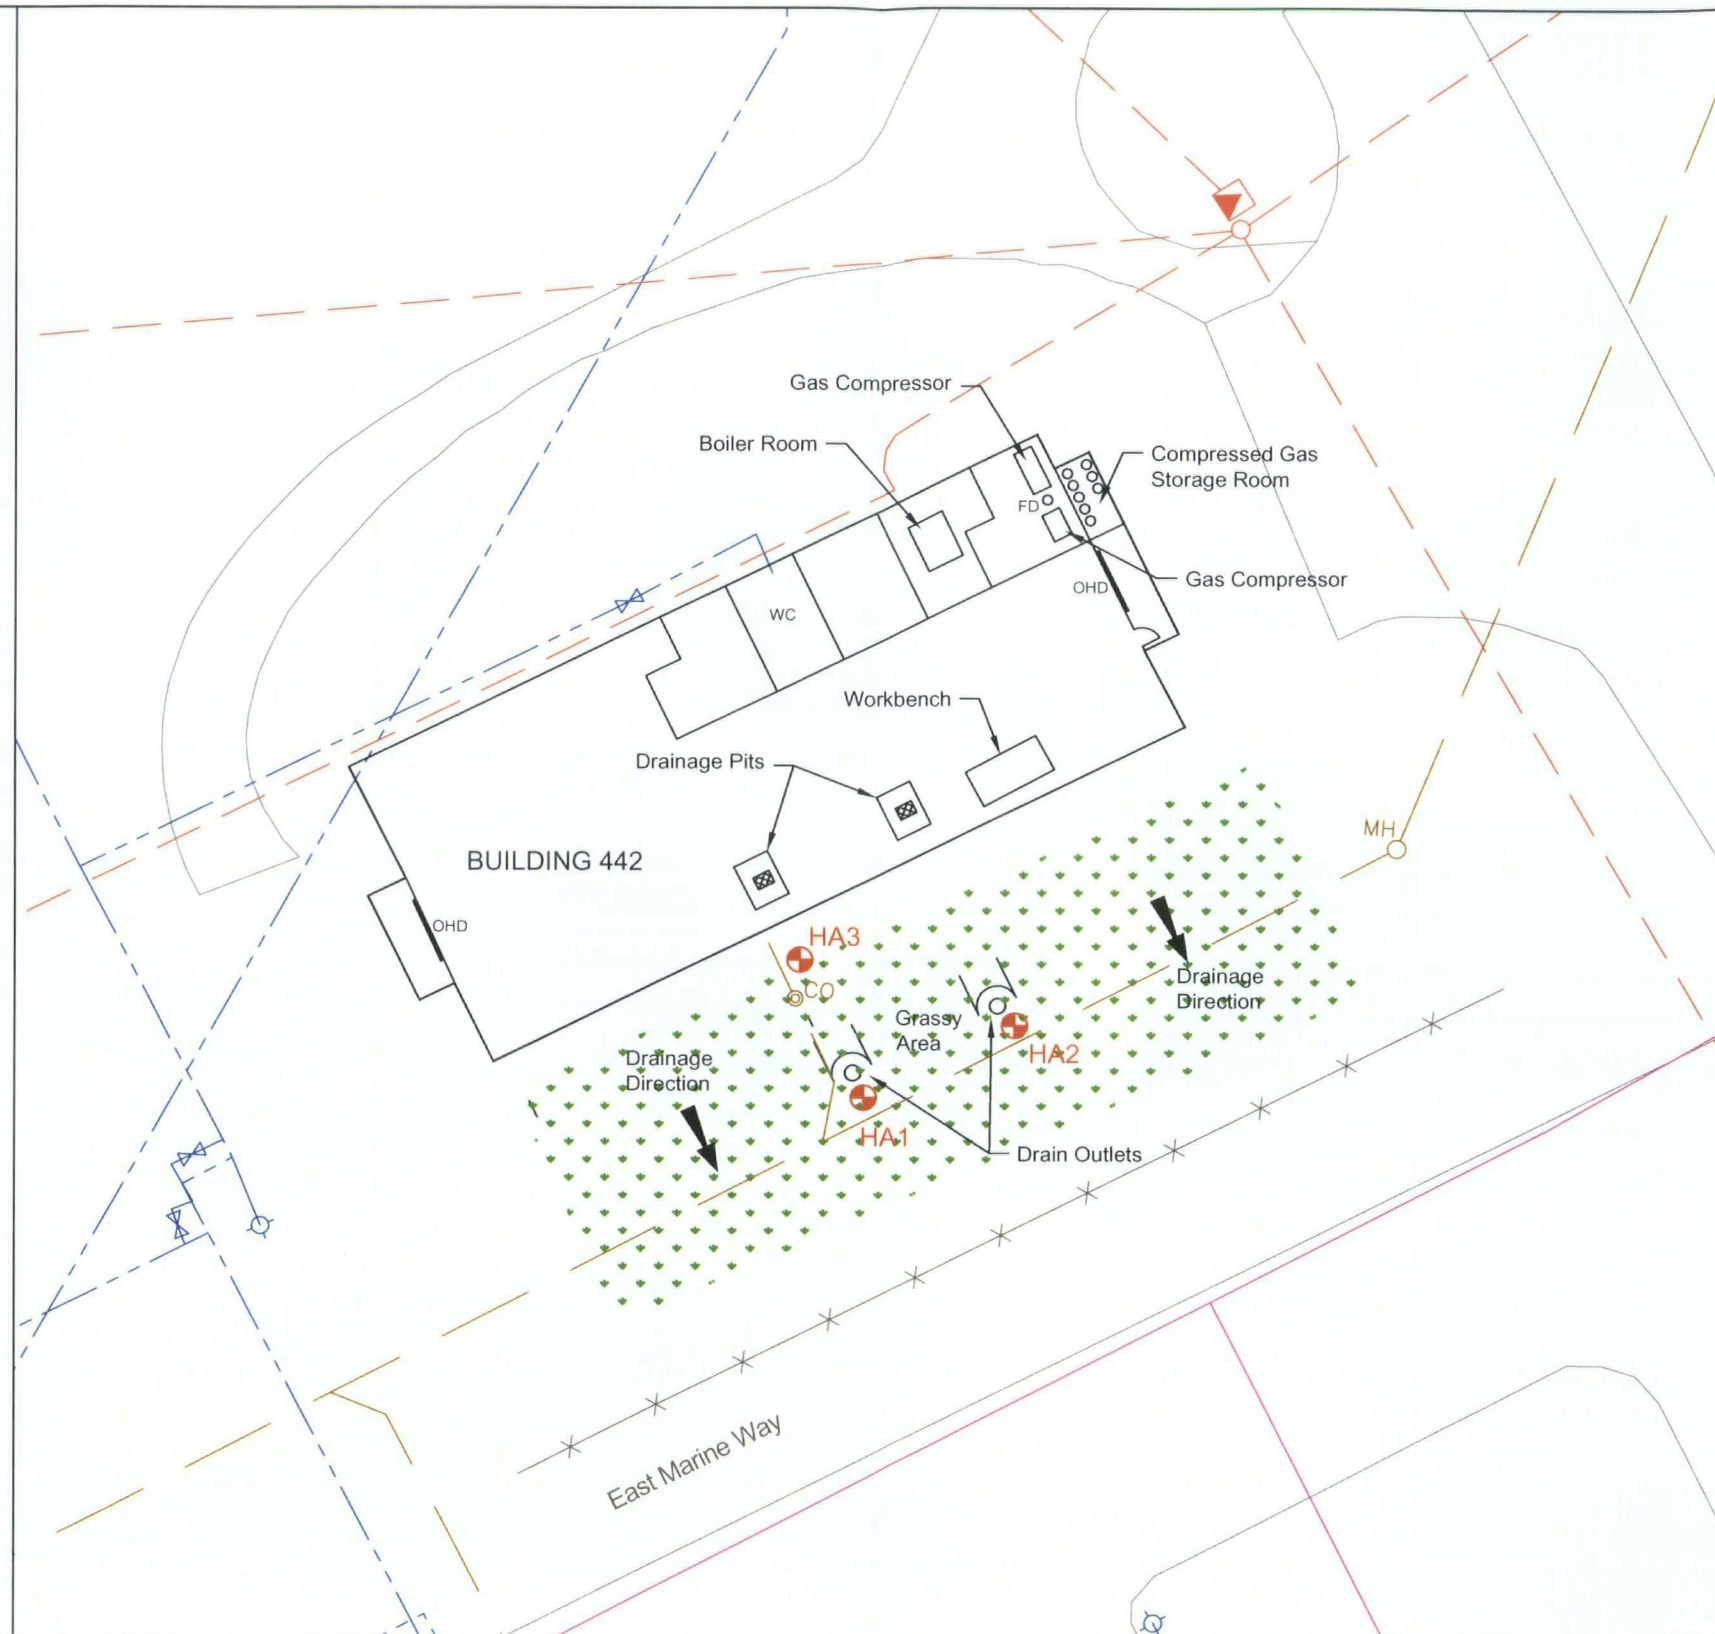 Gas Compressor
Boiler Room
Compressed Gas
Storage Room
FD
Gas Compressor
OHD
WC
Workbench
Drainage Pits
MH
BUILDING 442
OHD
HA3
CO
Drainage
Direction
Grassy
Area
HA2
Drainage
Direction
HA1
Drain Outlets
East Marine Way